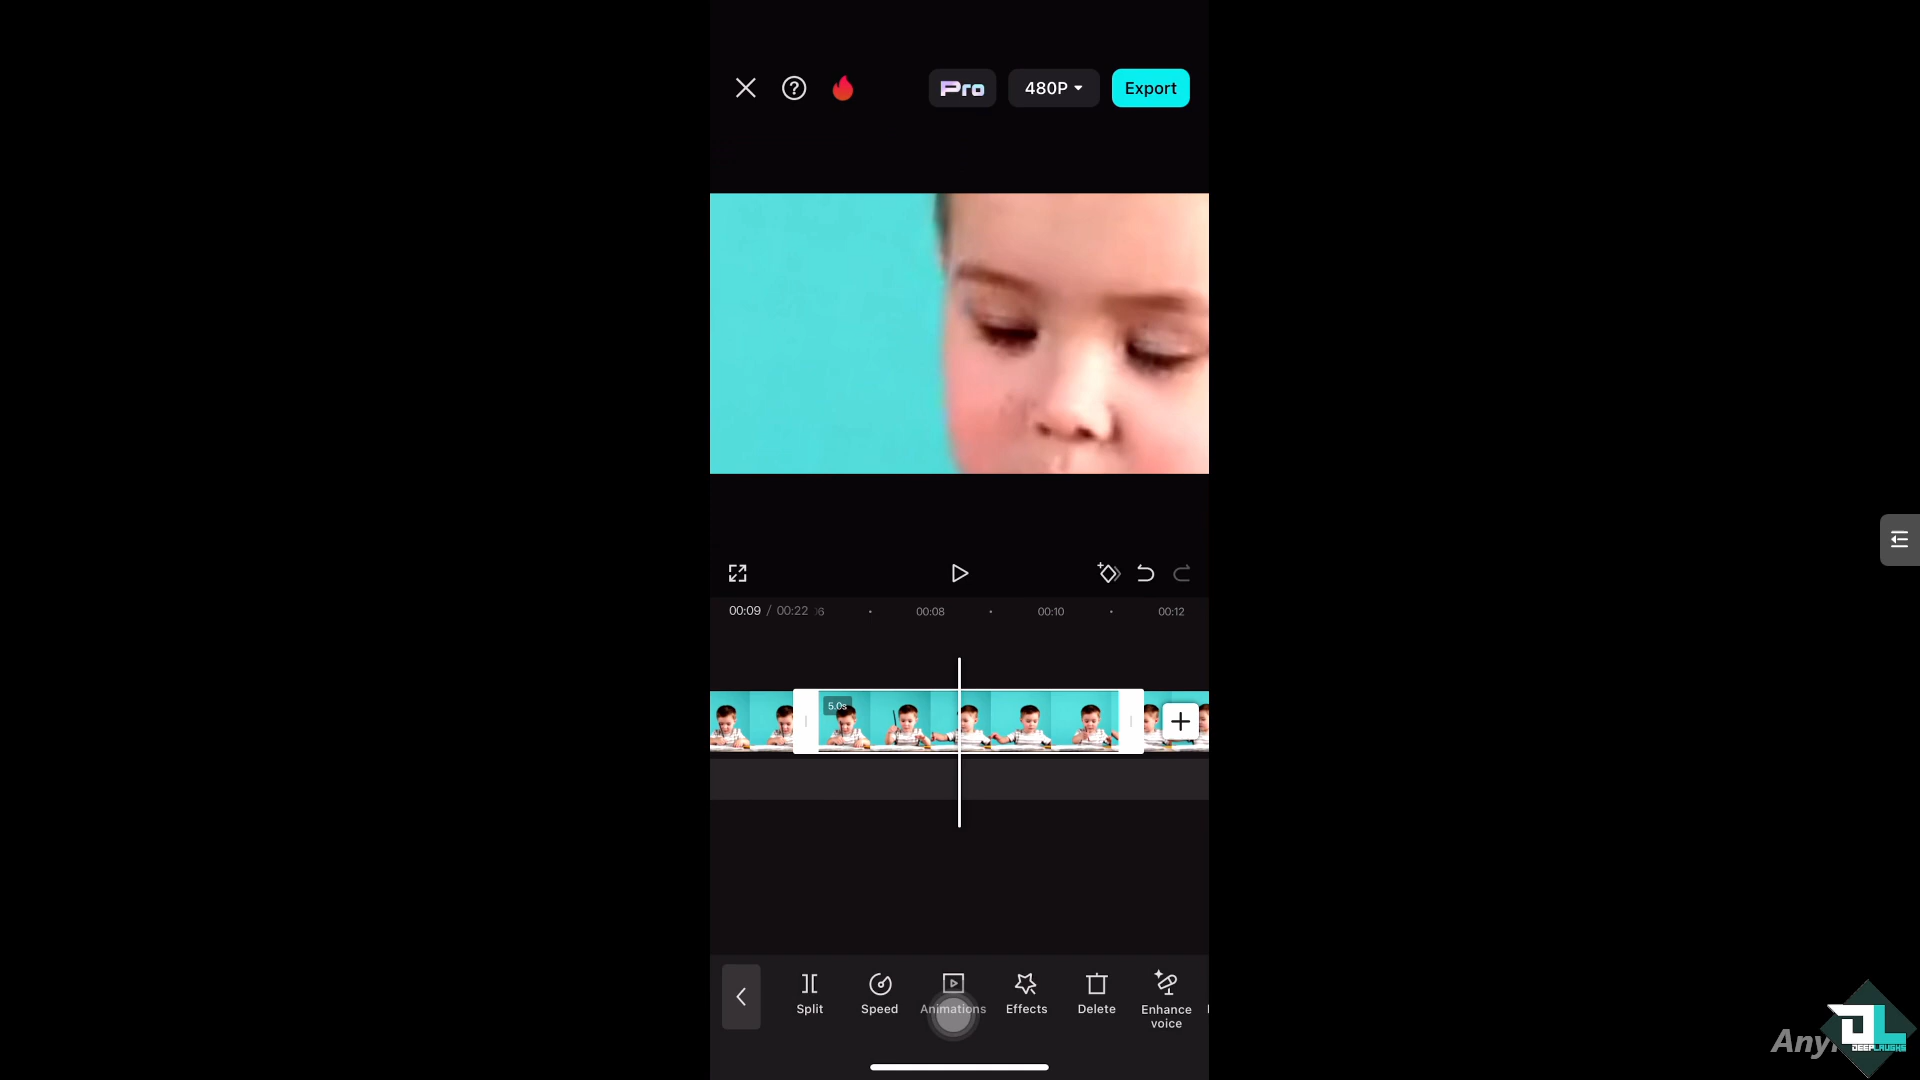 Pro
480P
Export
00:09 / 00:22
00:08
00:10
00:12
5.0s
Split
Speed
Animations
Effects
Delete
Enhance
voice
DEEPLAUGHS